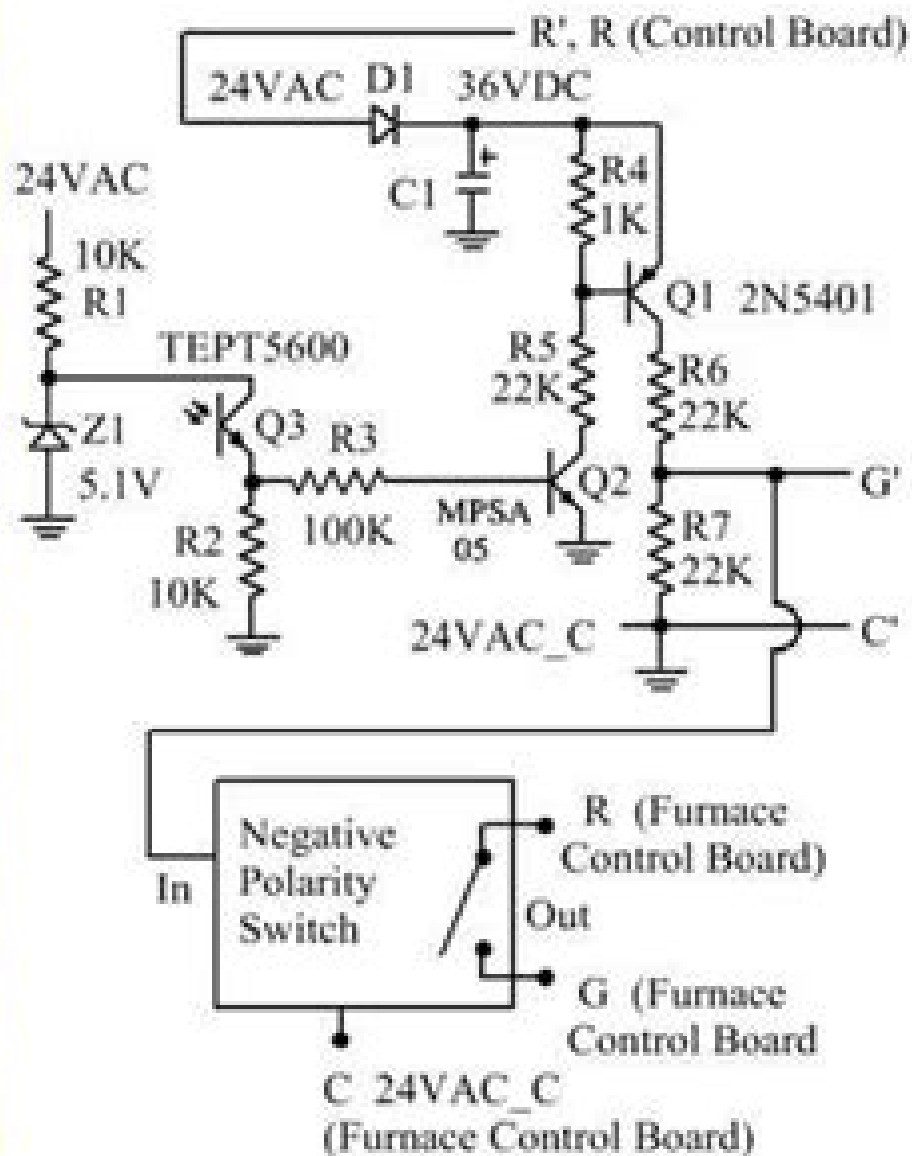 R', R (Control Board)
24VAC D1 36VDC
24VAC
C1
+
R4
1K
10K
R1
Q1 2N5401
TEPT5600
R5
22K
R6
22K
Z1
5.1V
Q3
R3
100K
Q2
MPSA
05
G'
R2
10K
R7
22K
24VAC_C
C'
Negative
Polarity
Switch
In
Out
R (Furnace
Control Board)
G (Furnace
Control Board
C 24VAC_C
(Furnace Control Board)